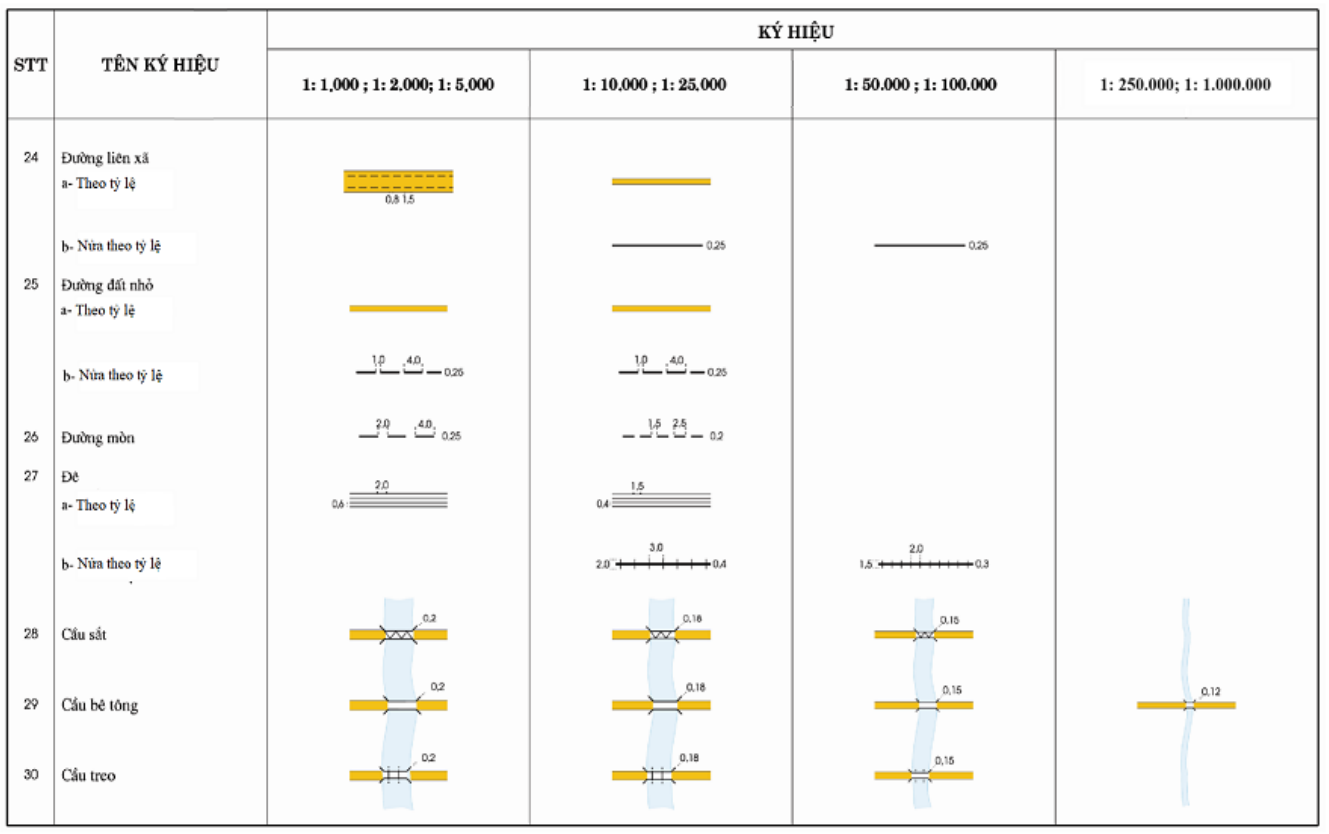 KÝ HIỆU
STT TÊN KÝ HIỆU
1: 1,000 ; 1: 2.000; 1: 5,000 1: 10.000 ; 1: 25.000 1: 50.000 ; 1: 100.000 1: 250.000; 1: 1.000.000
24 Đường liên xã
a- Theo tỷ lệ
0,8 1,5
b- Nửa theo tỷ lệ 0,25 0,25
25 Đường đất nhỏ
a- Theo tỷ lệ
1,0 4,0 1,0 4,0
b- Nửa theo tỷ lệ 0,25 0,25
2,0 4,0 1,5 2,5
26 Đường mòn 0,25 0,2
27 Đê
2,0 1,5
a- Theo tỷ lệ 0,6 0,4
3,0 2,0
b- Nửa theo tỷ lệ 2,0 0,4 1,5 0,3
0,2 0,18 0,15
28 Cầu sắt
0,2 0,18 0,15 0,12
29 Cầu bê tông
0,2 0,18 0,15
30 Cầu treo